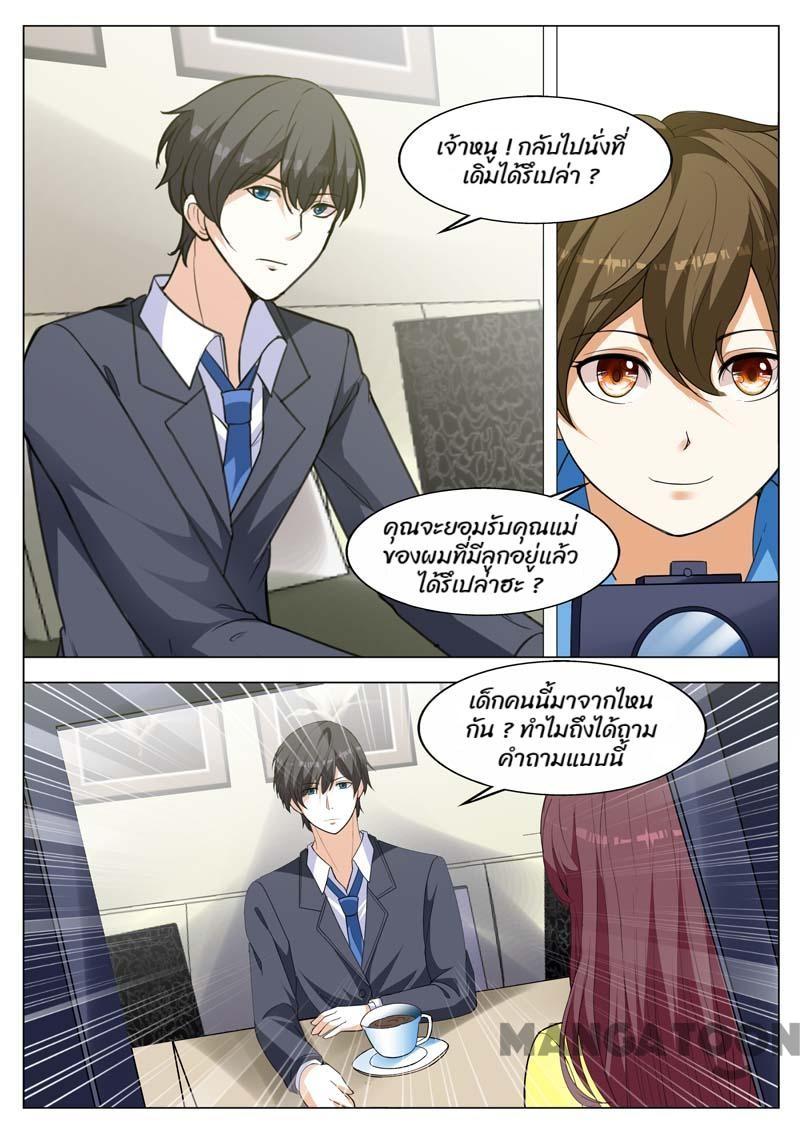 เจ้าหนู ! กลับไปนั่งที่
เดิมได้รึเปล่า ?
คุณจะยอมรับคุณแม่
ของผมที่มีลูกอยู่แล้ว
ได้รึเปล่าฮะ ?
เด็กคนนี้มาจากไหน
กัน ? ทำไมถึงได้ถาม
คำถามแบบนี้
MANGATOON